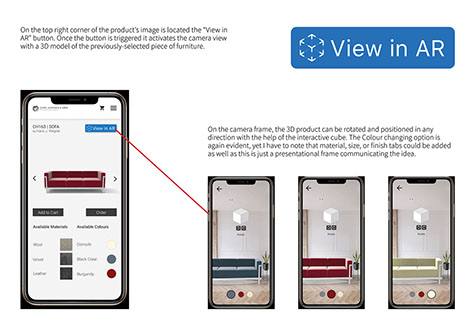 On the top right corner of the product's image is located the "View in
AR" button. Once the button is triggered it activates the camera view
with a 3D model of the previously-selected piece of furniture.
View in AR
On the camera frame, the 3D product can be rotated and positioned in any
direction with the help of the interactive cube. The Colour changing option is
again evident, yet I have to note that material, size, or finish tabs could be added
as well as this is just a presentational frame communicating the idea.
OH163 | SOFA
View in AR
Add to Cart
Order
Available Materials
Available Colours
Wool
Velvet
Leather
Black Coral
Burgundy